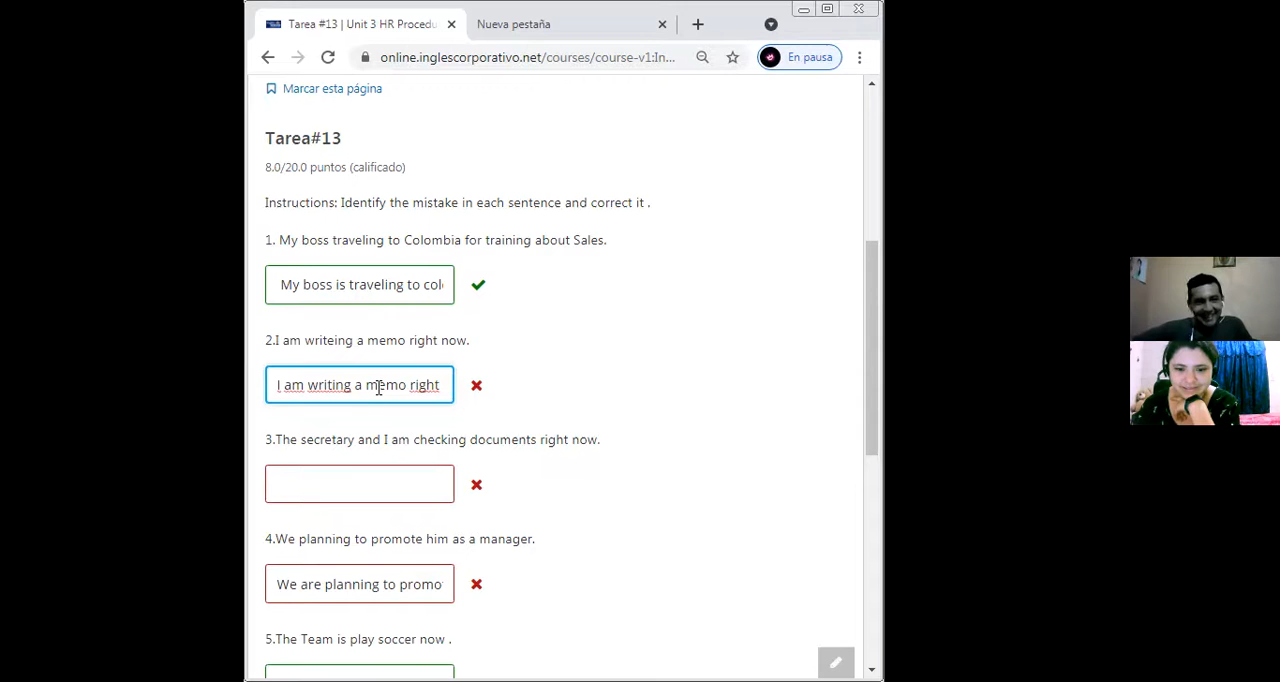 Tarea #13 | Unit 3 HR Procedu
Nueva pestaña
online.inglescorporativo.net/courses/course-v1:In...
En pausa
Marcar esta página
Tarea#13
8.0/20.0 puntos (calificado)
Instructions: Identify the mistake in each sentence and correct it .
1. My boss traveling to Colombia for training about Sales.
My boss is traveling to col
2.I am writeing a memo right now.
I am writing a memo right
3.The secretary and I am checking documents right now.
4.We planning to promote him as a manager.
We are planning to promo
5.The Team is play soccer now .